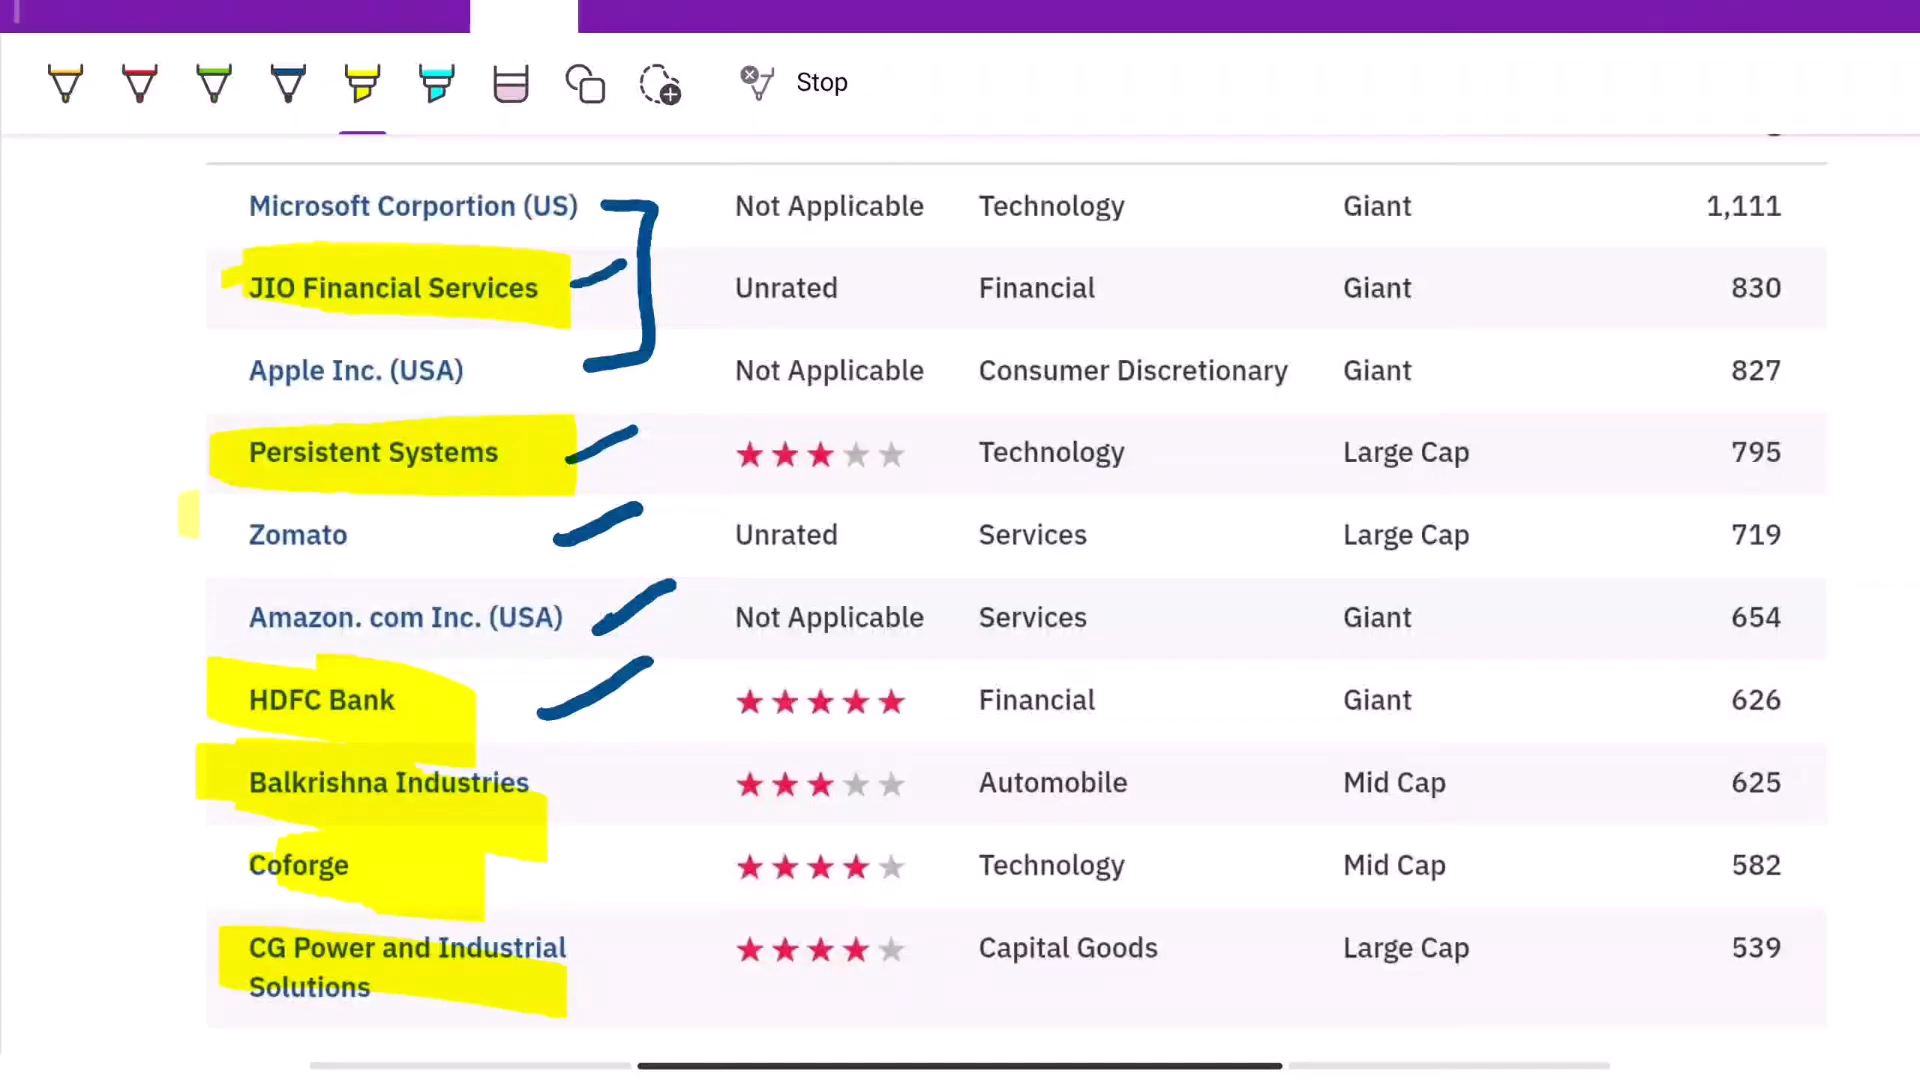 Stop
Microsoft Corportion (US) Not Applicable Technology Giant 1,111
JIO Financial Services Unrated Financial Giant 830
Apple Inc. (USA) Not Applicable Consumer Discretionary Giant 827
Persistent Systems Technology Large Cap 795
Zomato Unrated Services Large Cap 719
Amazon. com Inc. (USA) Not Applicable Services Giant 654
HDFC Bank Financial Giant 626
Balkrishna Industries Automobile Mid Cap 625
Coforge Technology Mid Cap 582
CG Power and Industrial Capital Goods Large Cap 539
Solutions